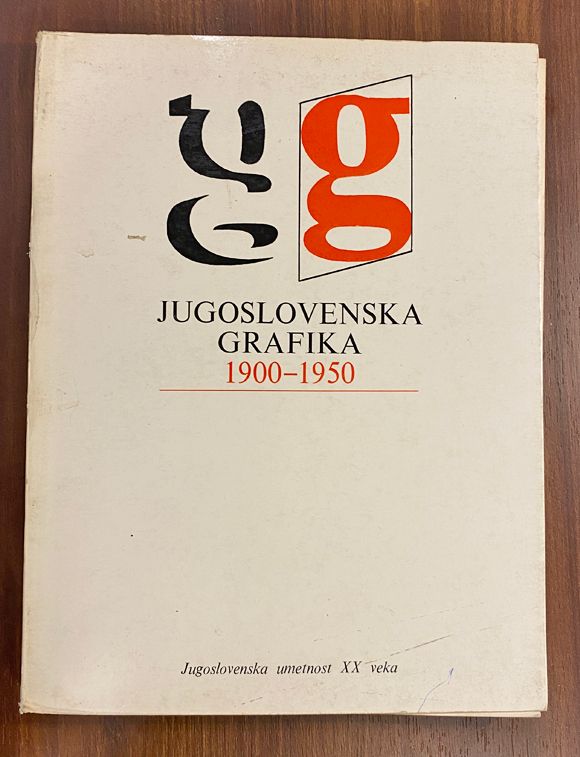 g
JUGOSLOVENSKA
GRAFIKA
1900–1950
Jugoslovenska umetnost XX veka